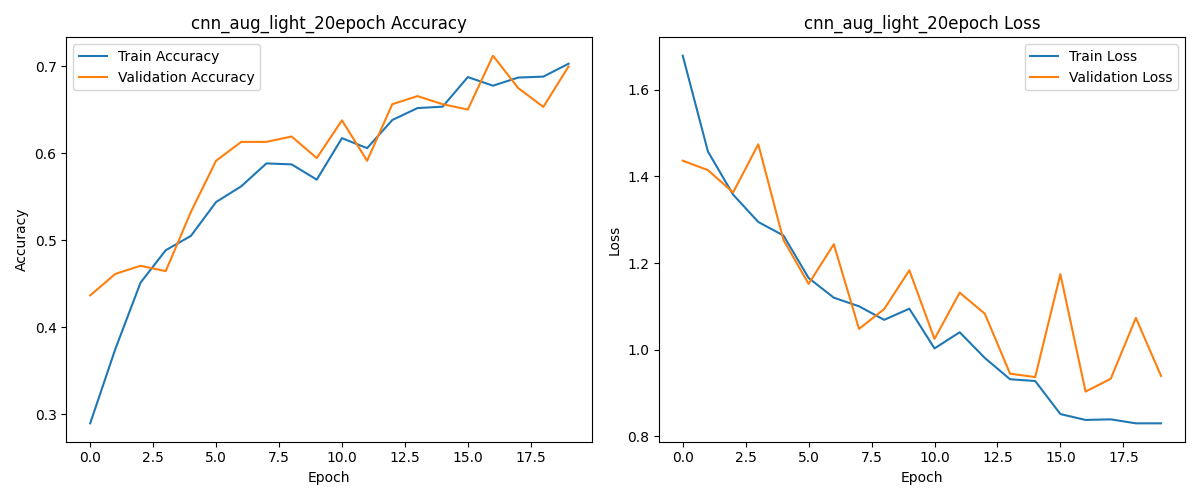 cnn_aug_light_20epoch Accuracy
Train Accuracy
Validation Accuracy
Accuracy
0.7
0.6
0.5
0.4
0.3
0.0 2.5 5.0 7.5 10.0 12.5 15.0 17.5
Epoch
cnn_aug_light_20epoch Loss
Train Loss
Validation Loss
Loss
1.6
1.4
1.2
1.0
0.8
0.0 2.5 5.0 7.5 10.0 12.5 15.0 17.5
Epoch